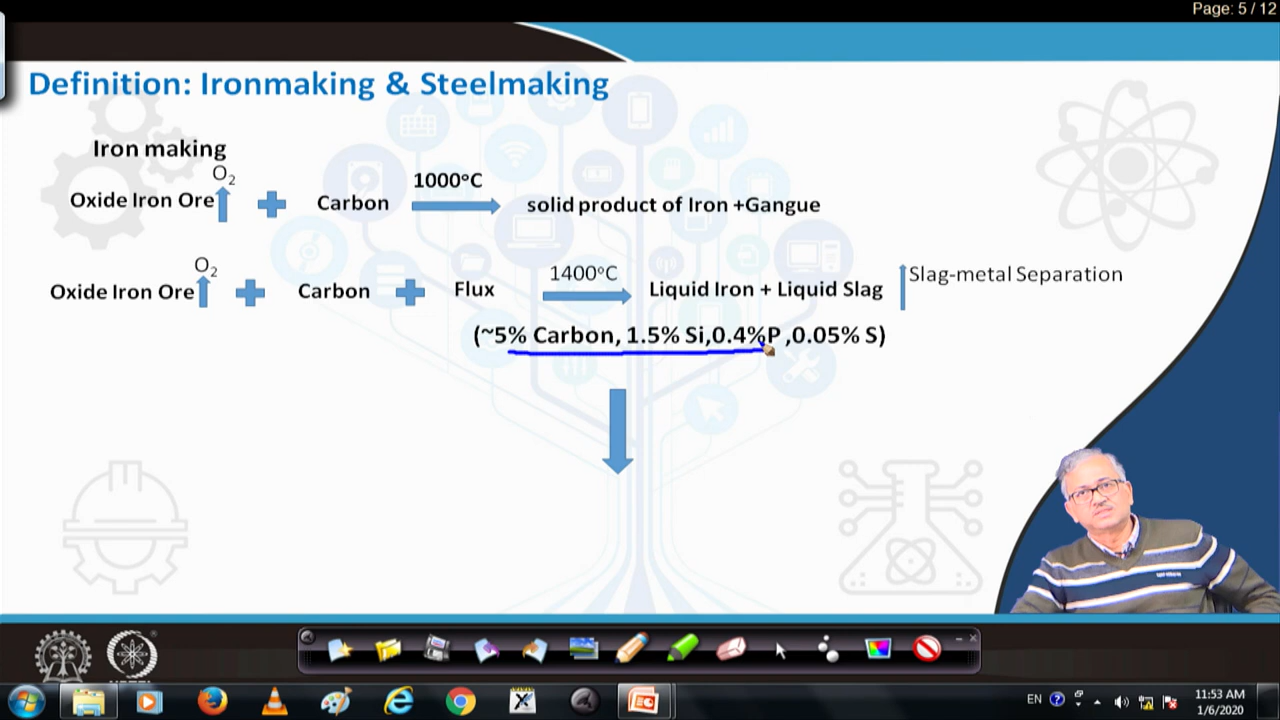 Page: 5 / 12
Definition: Ironmaking & Steelmaking
Iron making
O2
Oxide Iron Ore Carbon 1000°C solid product of Iron +Gangue
O2
Oxide Iron Ore Carbon Flux 1400°C Liquid Iron + Liquid Slag Slag-metal Separation
(~5% Carbon, 1.5% Si,0.4%P ,0.05% S)
EN
11:53 AM
1/6/2020